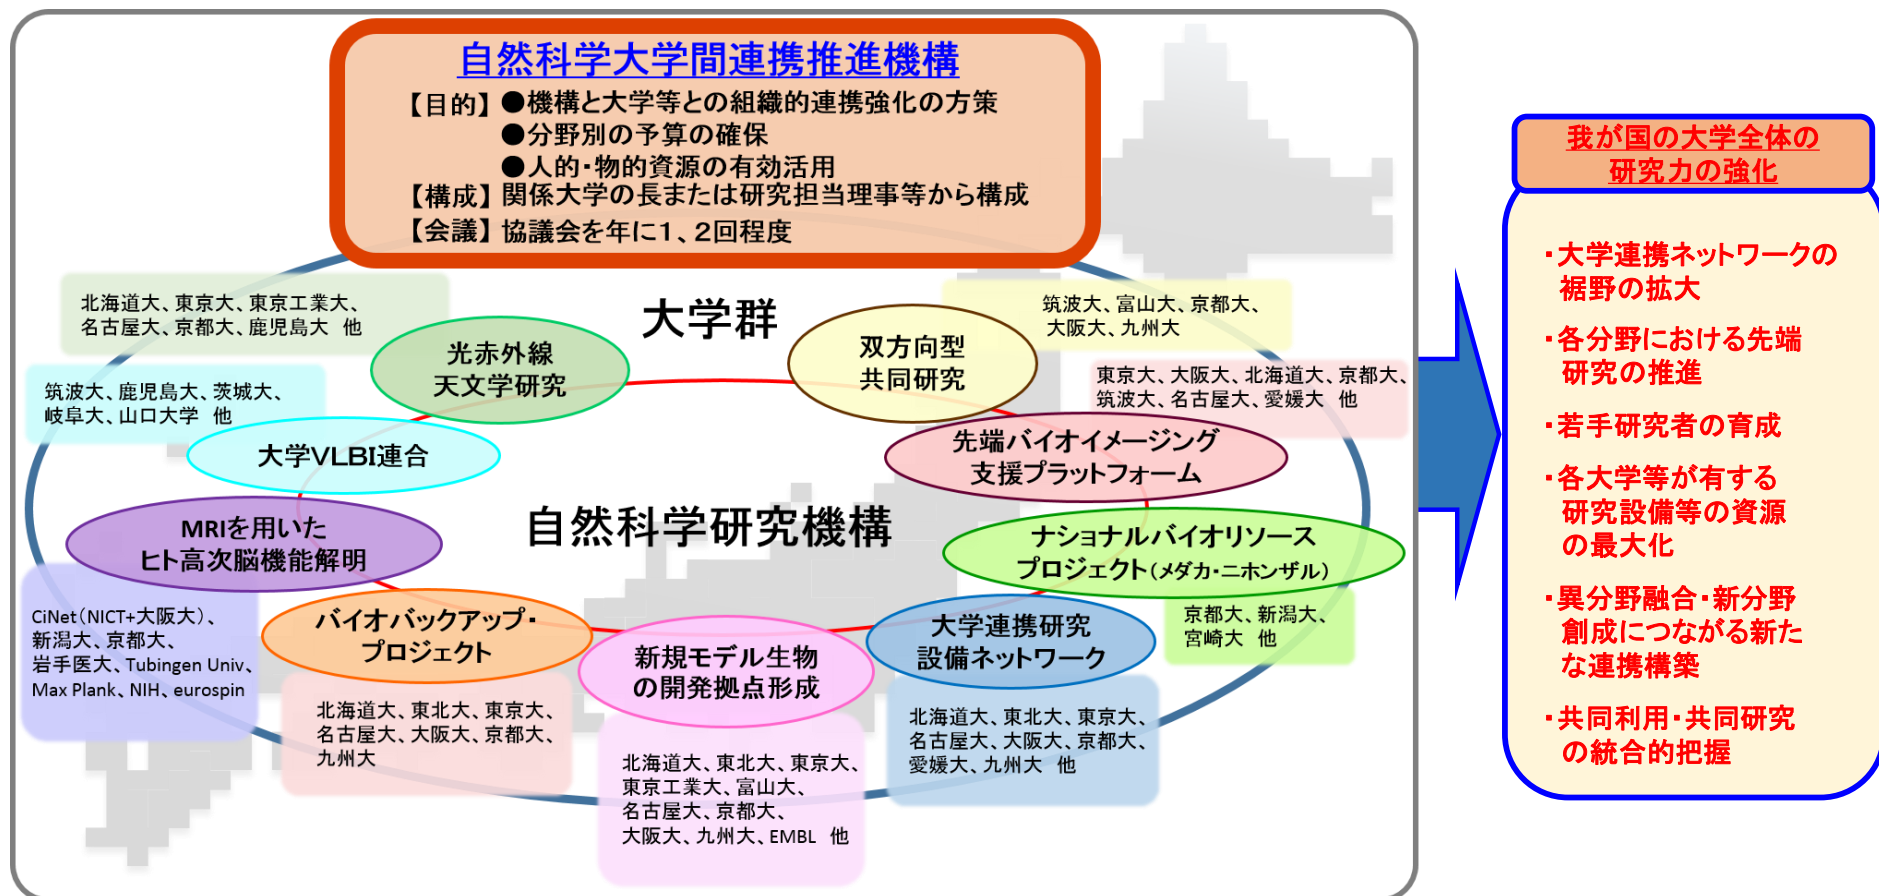 自然科学大学間連携推進機構
【目的】●機構と大学等との組織的連携強化の方策
●分野別の予算の確保
●人的・物的資源の有効活用
【構成】関係大学の長または研究担当理事等から構成
【会議】協議会を年に1、2回程度
大学群
北海道大、東京大、東京工業大、
名古屋大、京都大、鹿児島大 他
光赤外線
天文学研究
双方向型
共同研究
筑波大、富山大、京都大、
大阪大、九州大
筑波大、鹿児島大、茨城大、
岐阜大、山口大学 他
大学VLBI連合
東京大、大阪大、北海道大、京都大、
筑波大、名古屋大、愛媛大 他
先端バイオイメージング
支援プラットフォーム
自然科学研究機構
MRIを用いた
ヒト高次脳機能解明
CiNet(NICT+大阪大)、
新潟大、京都大、
岩手医大、Tubingen Univ、
Max Plank、NIH、eurospin
ナショナルバイオリソース
プロジェクト(メダカ・ニホンザル)
京都大、新潟大、
宮崎大 他
バイオバックアップ・
プロジェクト
北海道大、東北大、東京大、
名古屋大、大阪大、京都大、
九州大
新規モデル生物
の開発拠点形成
北海道大、東北大、東京大、
東京工業大、富山大、
名古屋大、京都大、
大阪大、九州大、EMBL 他
大学連携研究
設備ネットワーク
北海道大、東北大、東京大、
名古屋大、大阪大、京都大、
愛媛大、九州大 他
我が国の大学全体の
研究力の強化
・大学連携ネットワークの
裾野の拡大
・各分野における先端
研究の推進
・若手研究者の育成
・各大学等が有する
研究設備等の資源
の最大化
・異分野融合・新分野
創成につながる新た
な連携構築
・共同利用・共同研究
の統合的把握